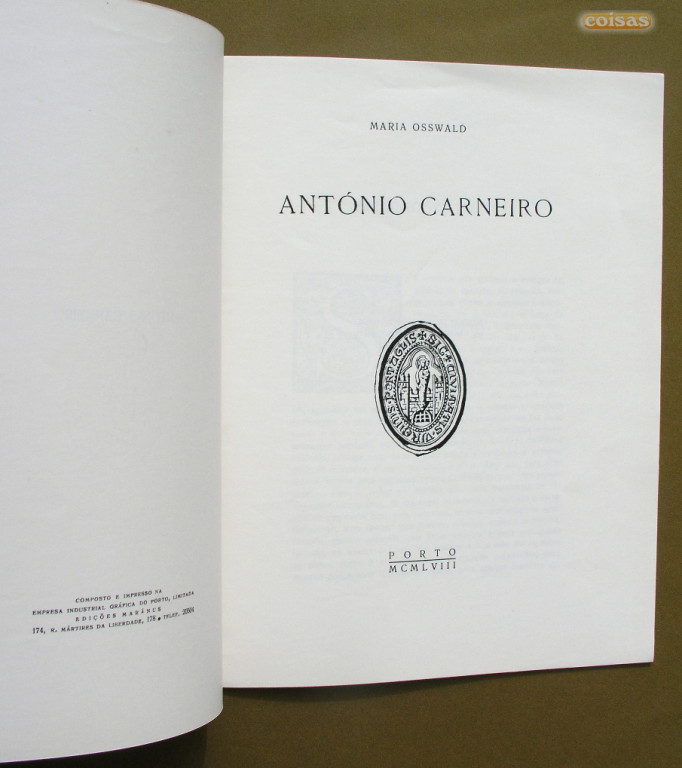 coisas
COMPOSTO E IMPRESSO NA
EMPRESA INDUSTRIAL GRÁFICA DO PORTO, LIMITADA
EDIÇÕES MARÂNUS
174, R. MÁRTIRES DA LIBERDADE, 178 • TELEF.
MARIA OSSWALD
ANTÓNIO CARNEIRO
PORTO
MCMLVIII